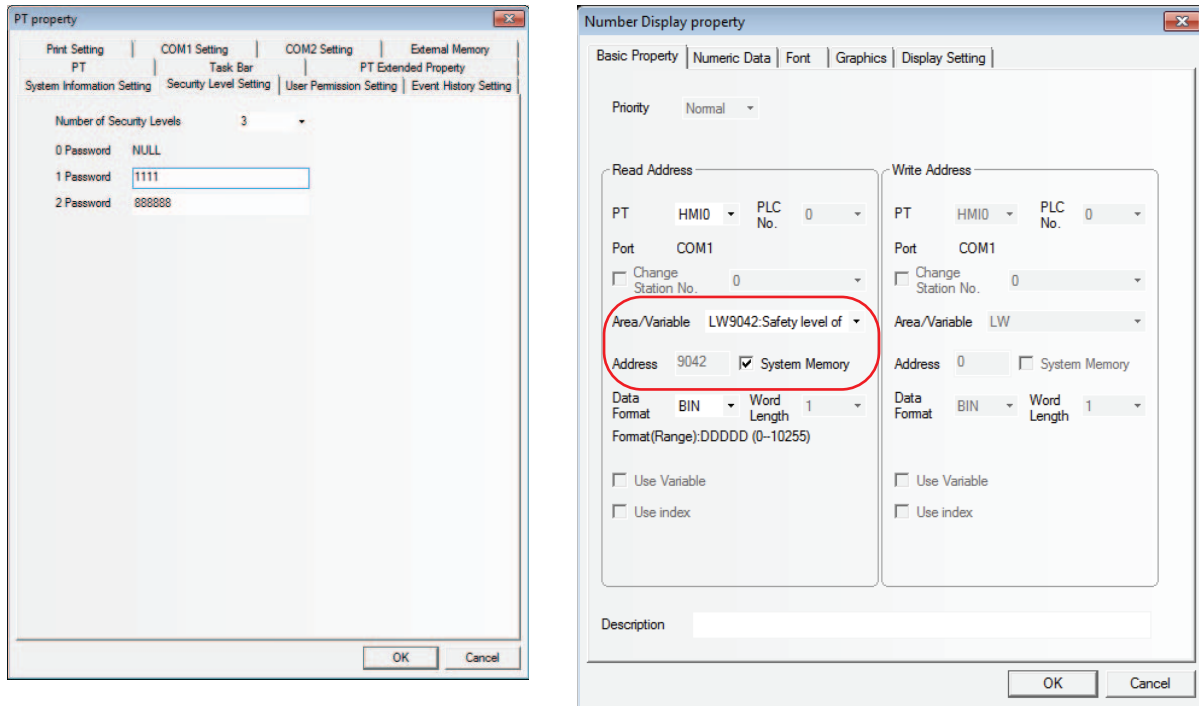 PT property
Print Setting COM1 Setting COM2 Setting External Memory
PT Task Bar PT Extended Property
System Information Setting Security Level Setting User Permission Setting Event History Setting
Number of Security Levels 3
0 Password NULL
1 Password 1111
2 Password 888888
OK Cancel
Number Display property
Basic Property Numeric Data Font Graphics Display Setting
Priority Normal
Read Address
PT HMI0 PLC No. 0
Port COM1
Change Station No. 0
Area/Variable LW9042:Safety level of
Address 9042 System Memory
Data Format BIN Word Length 1
Format(Range):DDDDD (0--10255)
Use Variable
Use index
Write Address
PT HMI0 PLC No. 0
Port COM1
Change Station No. 0
Area/Variable LW
Address 0 System Memory
Data Format BIN Word Length 1
Use Variable
Use index
Description
OK Cancel